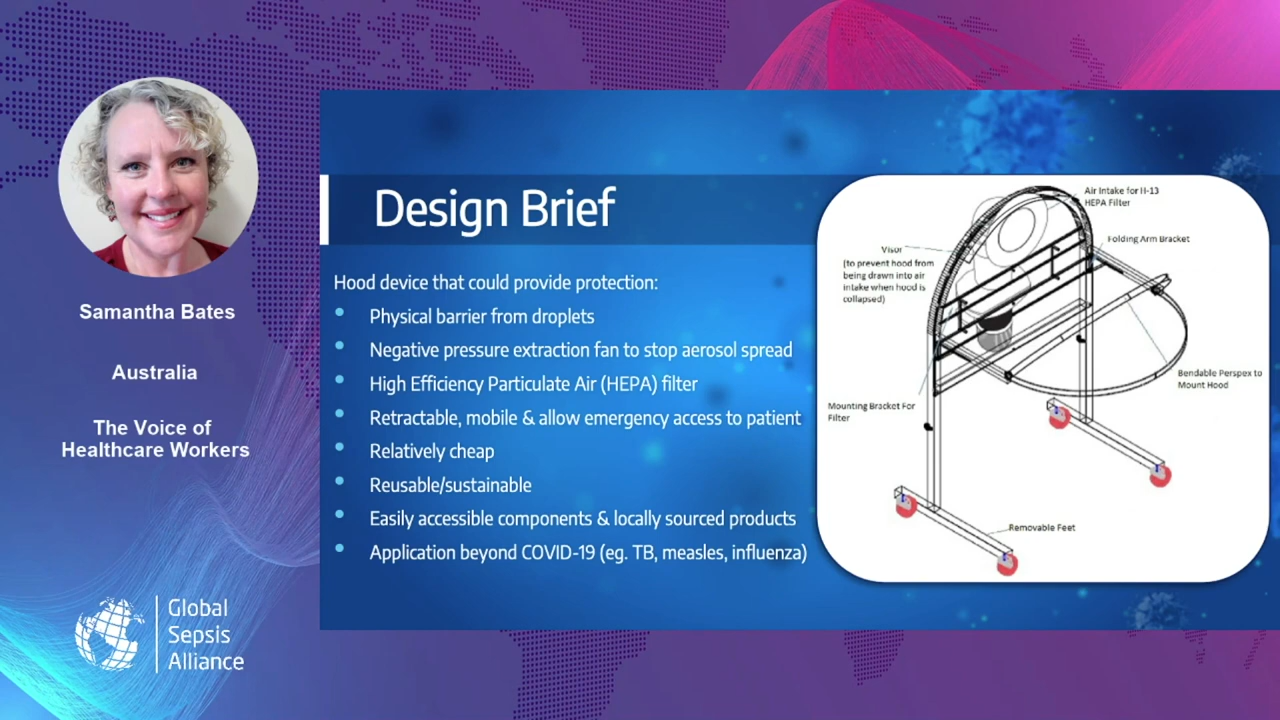 Samantha Bates
Australia
The Voice of
Healthcare Workers
Global
Sepsis
Alliance
Design Brief
Hood device that could provide protection:
• Physical barrier from droplets
• Negative pressure extraction fan to stop aerosol spread
• High Efficiency Particulate Air (HEPA) filter
• Retractable, mobile & allow emergency access to patient
• Relatively cheap
• Reusable/sustainable
• Easily accessible components & locally sourced products
• Application beyond COVID-19 (eg. TB, measles, influenza)
Air Intake for H-13
HEPA Filter
Folding Arm Bracket
Visor
(to prevent hood from
being drawn into air
intake when hood is
collapsed)
Bendable Perspex to
Mount Hood
Mounting Bracket For
Filter
Removable Feet